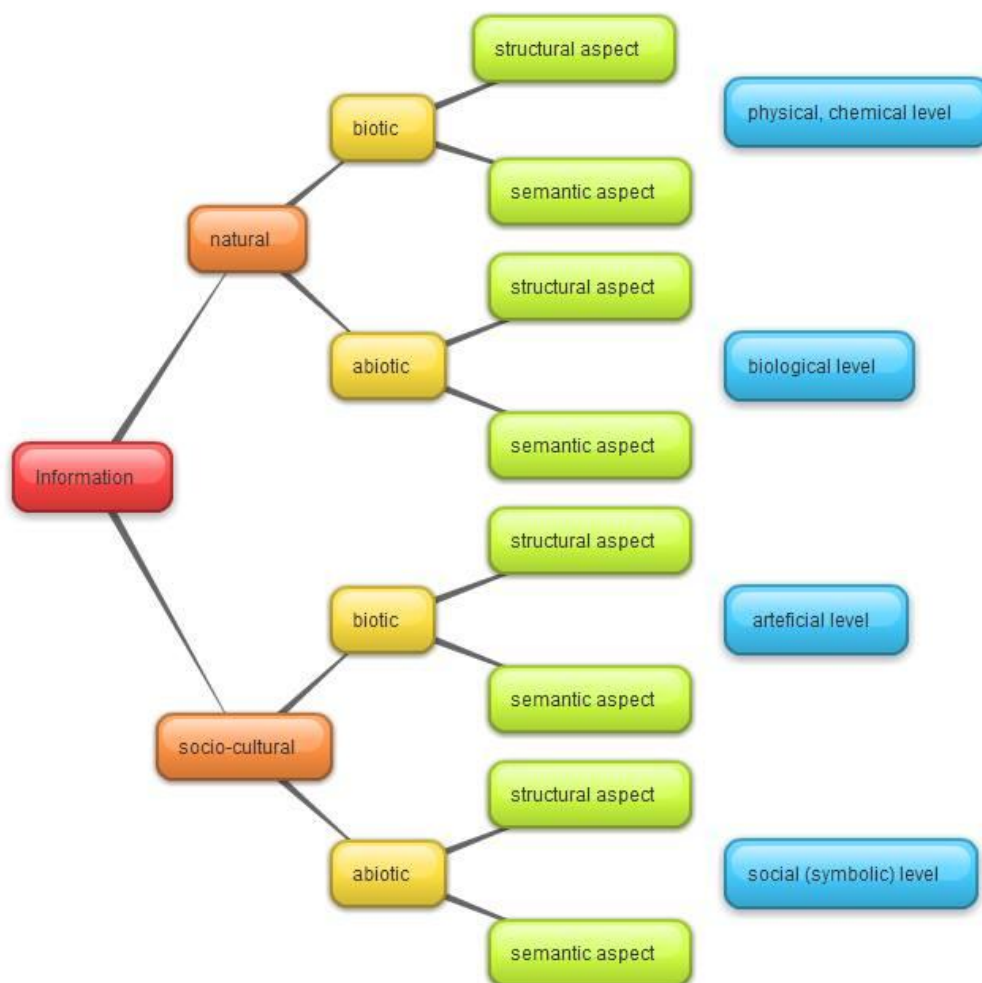 structural aspect
physical, chemical level
biotic
semantic aspect
natural
structural aspect
abiotic
biological level
semantic aspect
Information
structural aspect
biotic
arteficial level
semantic aspect
socio-cultural
structural aspect
abiotic
social (symbolic) level
semantic aspect